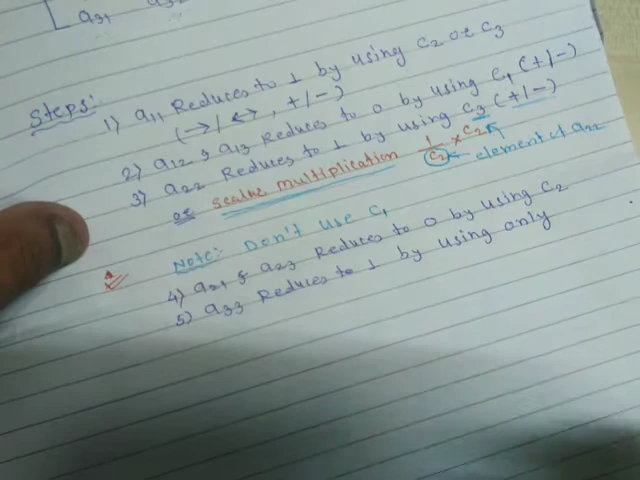 a31
Steps:
1) a11 Reduces to 1 by using C2 or C3
(→/↔, +/-)
2) a12 & a13 Reduces to 0 by using C1 (+/-)
3) a22 Reduces to 1 by using C3 (+/-)
or scalar multiplication 1/C2 × C2 ← element of a22
Note: Don't use C1
4) a21 & a23 Reduces to 0 by using C2
5) a33 Reduces to 1 by using only